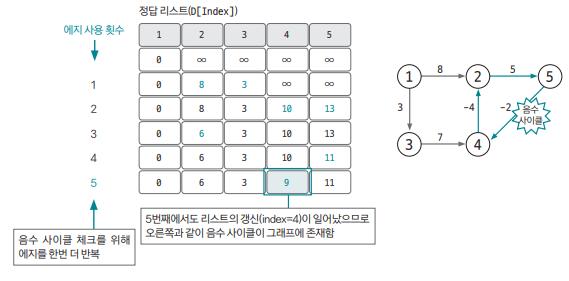 정답 리스트(D[Index])
에지 사용 횟수
1 2 3 4 5
0 ∞ ∞ ∞ ∞
1 0 8 3 ∞ ∞
2 0 8 3 10 13
3 0 6 3 10 13
4 0 6 3 10 11
5 0 6 3 9 11
음수 사이클 체크를 위해
에지를 한번 더 반복
5번째에서도 리스트의 갱신(index=4)이 일어났으므로
오른쪽과 같이 음수 사이클이 그래프에 존재함
1 8 2 5 5
3 -4 -2 음수
사이클
3 7 4